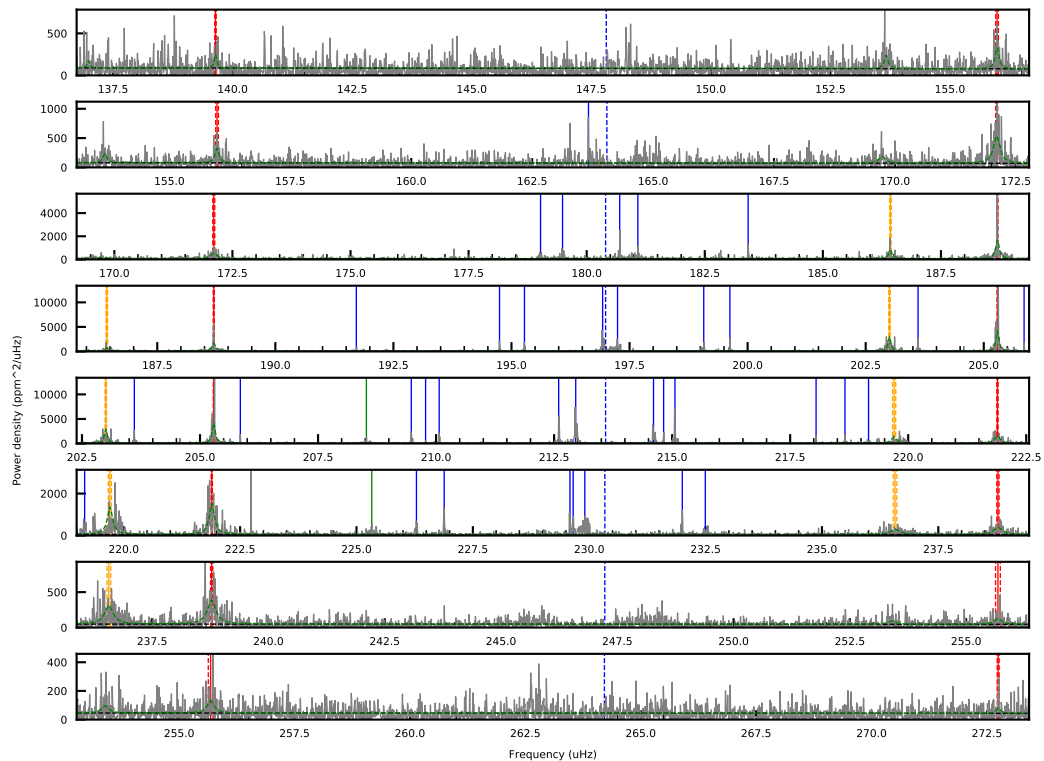 500
0
137.5 140.0 142.5 145.0 147.5 150.0 152.5 155.0
1000
500
0
155.0 157.5 160.0 162.5 165.0 167.5 170.0 172.5
4000
2000
0
170.0 172.5 175.0 177.5 180.0 182.5 185.0 187.5
10000
5000
0
187.5 190.0 192.5 195.0 197.5 200.0 202.5 205.0
10000
5000
0
202.5 205.0 207.5 210.0 212.5 215.0 217.5 220.0 222.5
Power density (ppm^2/uHz)
2000
0
220.0 222.5 225.0 227.5 230.0 232.5 235.0 237.5
500
0
237.5 240.0 242.5 245.0 247.5 250.0 252.5 255.0
400
200
0
255.0 257.5 260.0 262.5 265.0 267.5 270.0 272.5
Frequency (uHz)